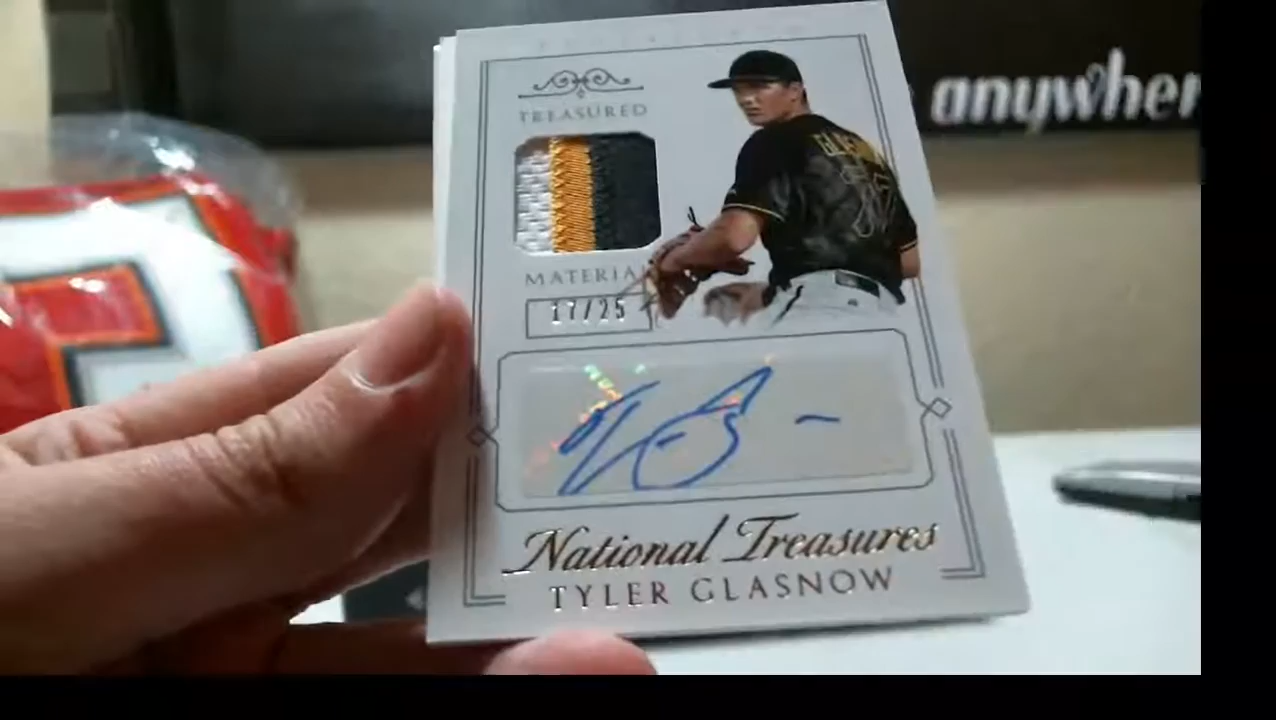 anywher
TREASURED
MATERIA
17/25
National Treasures
TYLER GLASNOW